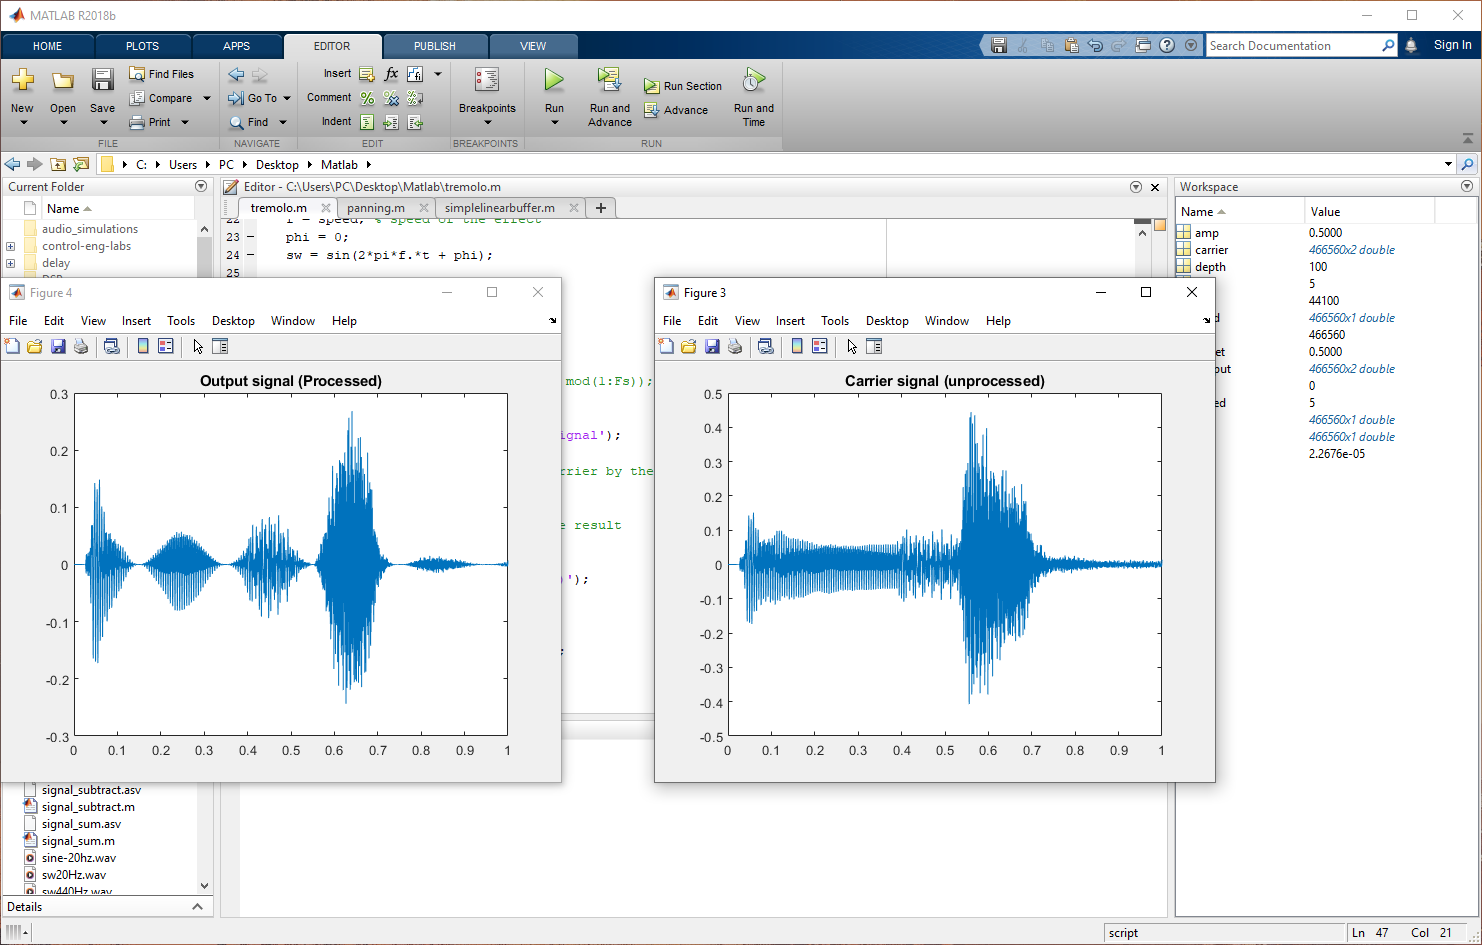 MATLAB R2018b
HOME PLOTS APPS EDITOR PUBLISH VIEW
Search Documentation
Sign In
New Open Save Find Files Compare Print
FILE
Go To Find
NAVIGATE
Insert fx
Comment
Indent
EDIT
Breakpoints
BREAKPOINTS
Run Run and Advance Run Section Advance Run and Time
RUN
C: Users PC Desktop Matlab
Current Folder
Name
audio_simulations
control-eng-labs
delay
Editor - C:\Users\PC\Desktop\Matlab\tremolo.m
tremolo.m panning.m simplelinearbuffer.m +
22 f = speed; % speed of the effect
23 phi = 0;
24 sw = sin(2*pi*f.*t + phi);
25
mod(1:Fs));
ignal');
rrier by the
e result
');
;
Workspace
Name Value
amp 0.5000
carrier 466560x2 double
depth 100
5
44100
d 466560x1 double
466560
et 0.5000
out 466560x2 double
0
ed 5
466560x1 double
466560x1 double
2.2676e-05
Figure 4
File Edit View Insert Tools Desktop Window Help
Output signal (Processed)
0.3
0.2
0.1
0
-0.1
-0.2
-0.3
0 0.1 0.2 0.3 0.4 0.5 0.6 0.7 0.8 0.9 1
Figure 3
File Edit View Insert Tools Desktop Window Help
Carrier signal (unprocessed)
0.5
0.4
0.3
0.2
0.1
0
-0.1
-0.2
-0.3
-0.4
-0.5
0 0.1 0.2 0.3 0.4 0.5 0.6 0.7 0.8 0.9 1
signal_subtract.asv
signal_subtract.m
signal_sum.asv
signal_sum.m
sine-20hz.wav
sw20Hz.wav
sw440Hz.wav
Details
script
Ln 47 Col 21